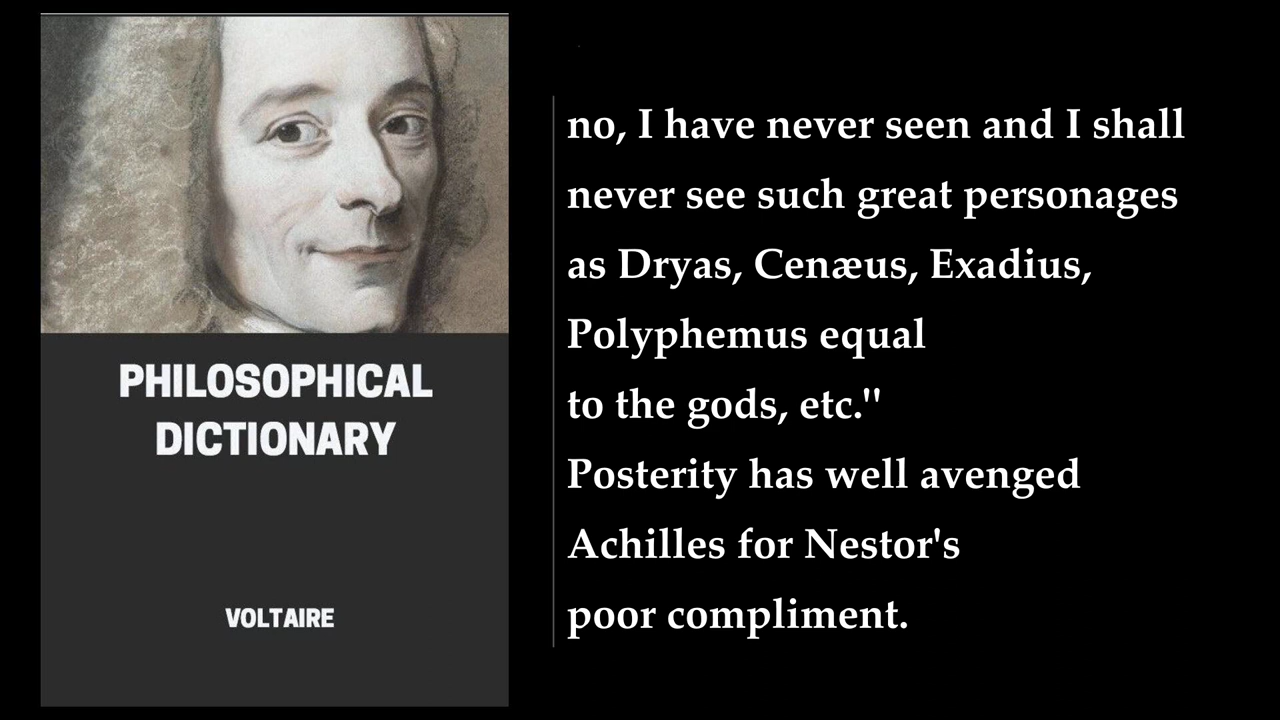 PHILOSOPHICAL
DICTIONARY
VOLTAIRE
no, I have never seen and I shall
never see such great personages
as Dryas, Cenæus, Exadius,
Polyphemus equal
to the gods, etc."
Posterity has well avenged
Achilles for Nestor's
poor compliment.